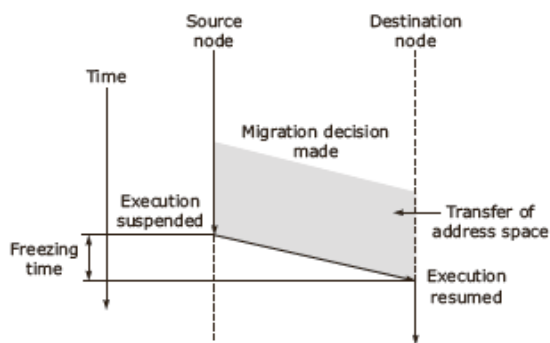 Source
node
Destination
node
Time
Migration decision
made
Execution
suspended
Transfer of
address space
Freezing
time
Execution
resumed